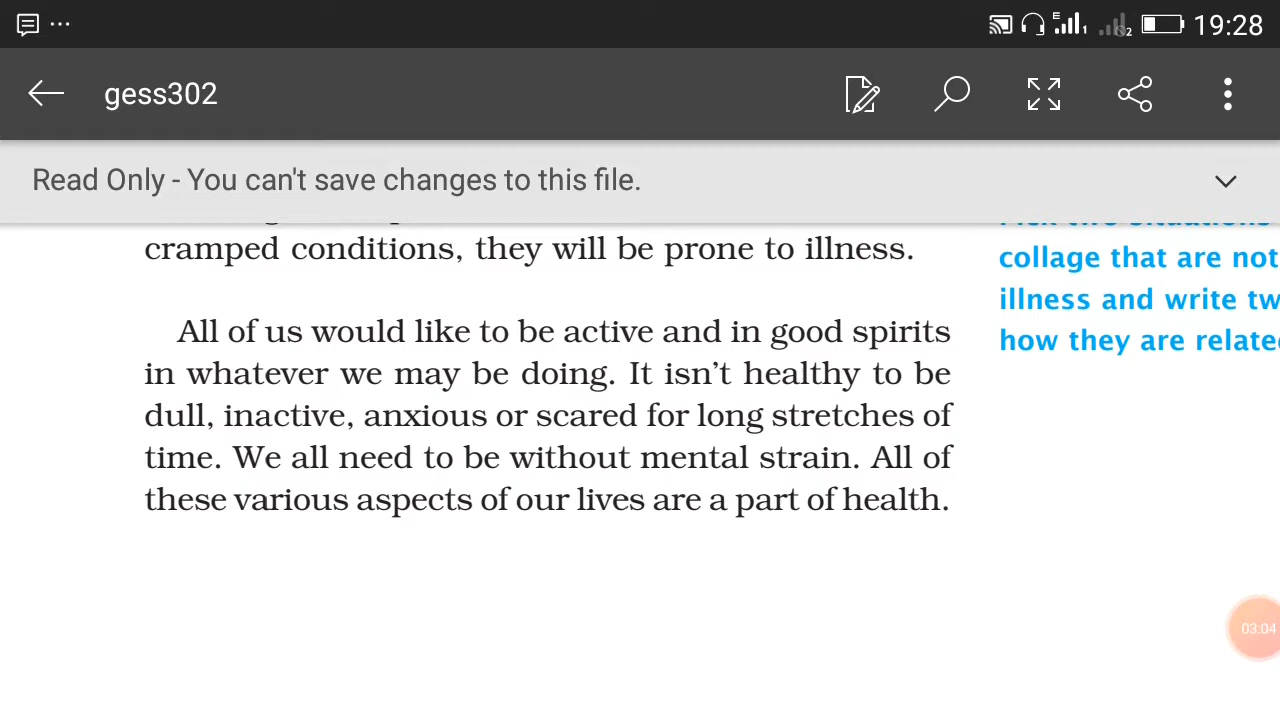 19:28
gess302
Read Only - You can't save changes to this file.
cramped conditions, they will be prone to illness.
All of us would like to be active and in good spirits
in whatever we may be doing. It isn't healthy to be
dull, inactive, anxious or scared for long stretches of
time. We all need to be without mental strain. All of
these various aspects of our lives are a part of health.
two situations
collage that are not
illness and write tw
how they are relate
03:04